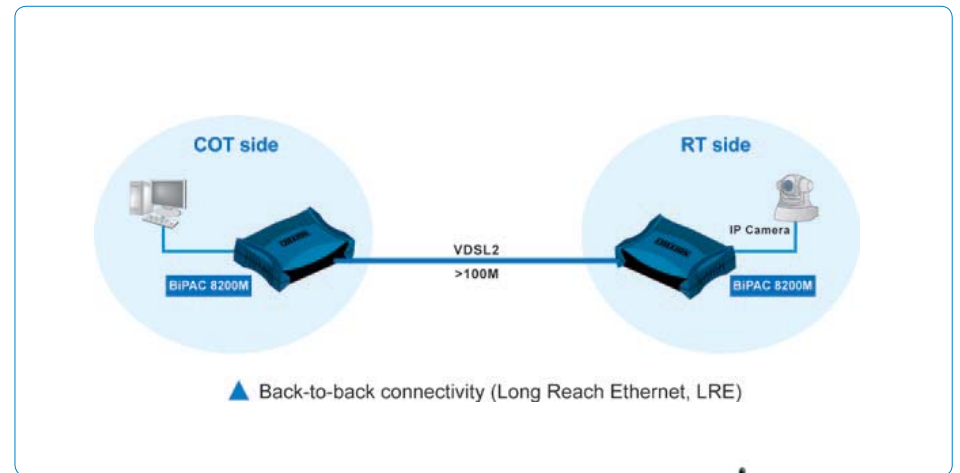 COT side
RT side
IP Camera
VDSL2
>100M
BiPAC 8200M
BiPAC 8200M
Back-to-back connectivity (Long Reach Ethernet, LRE)